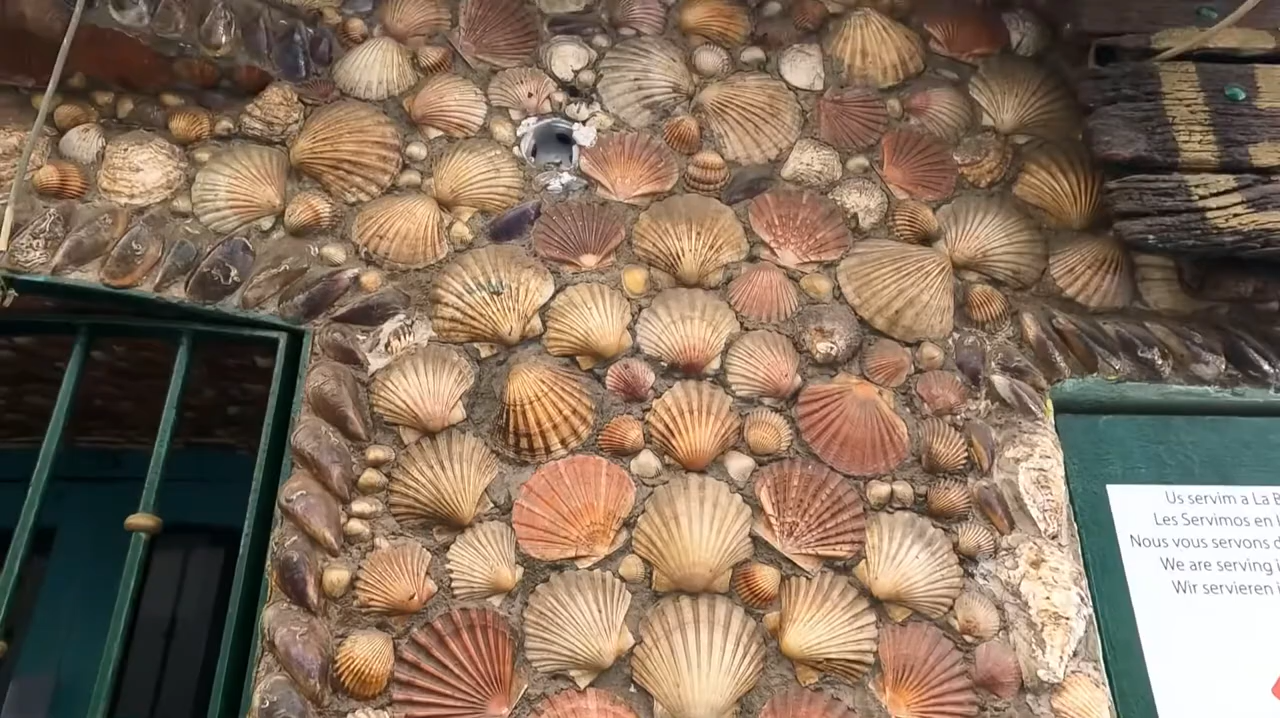 Us servim a La
Les Servimos en
Nous vous servons
We are serving
Wir servieren